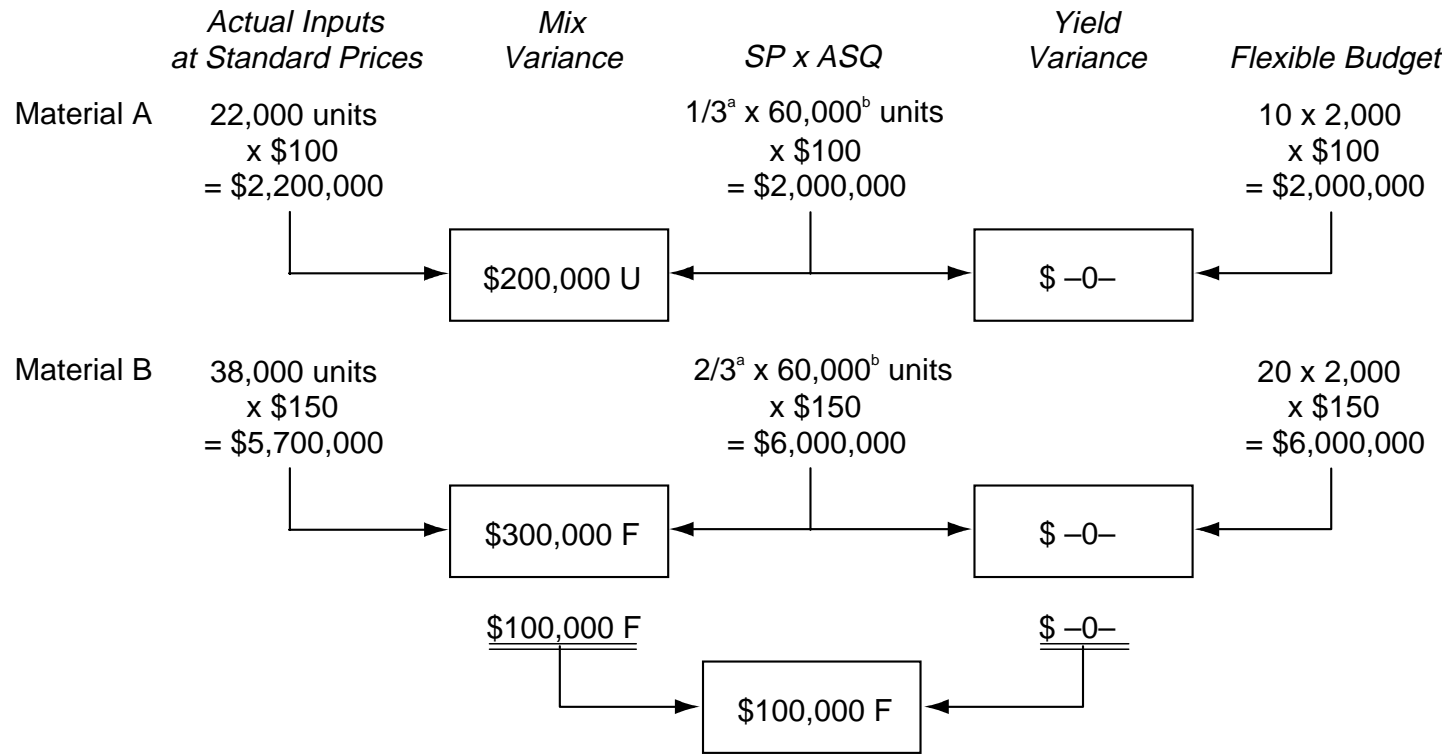 Actual Inputs Mix Yield
at Standard Prices Variance SP x ASQ Variance Flexible Budget
Material A 22,000 units 1/3ᵃ x 60,000ᵇ units 10 x 2,000
x $100 x $100 x $100
= $2,200,000 = $2,000,000 = $2,000,000
$200,000 U $ –0–
Material B 38,000 units 2/3ᵃ x 60,000ᵇ units 20 x 2,000
x $150 x $150 x $150
= $5,700,000 = $6,000,000 = $6,000,000
$300,000 F $ –0–
$100,000 F $ –0–
$100,000 F